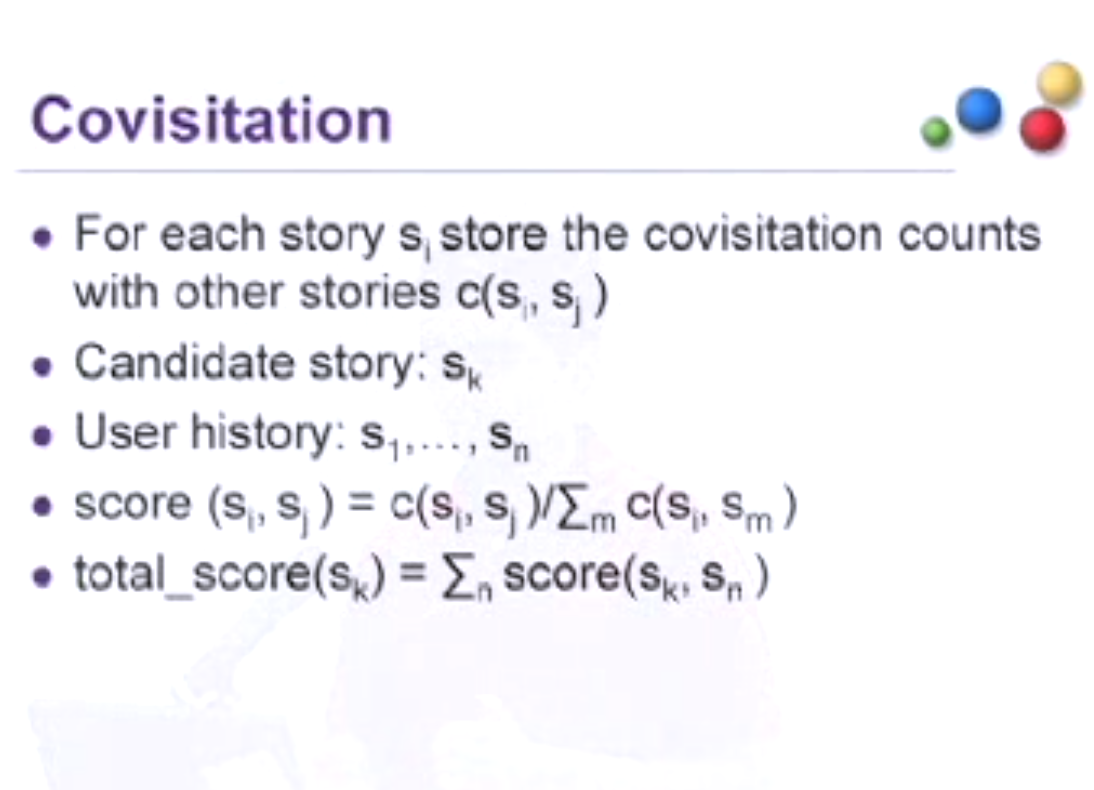 Covisitation
• For each story sᵢ store the covisitation counts
with other stories c(sᵢ, sⱼ )
• Candidate story: sₖ
• User history: s₁,..., sₙ
• score (sᵢ, sⱼ ) = c(sᵢ, sⱼ )/∑ₘ c(sᵢ, sₘ )
• total_score(sₖ) = ∑ₙ score(sₖ, sₙ )